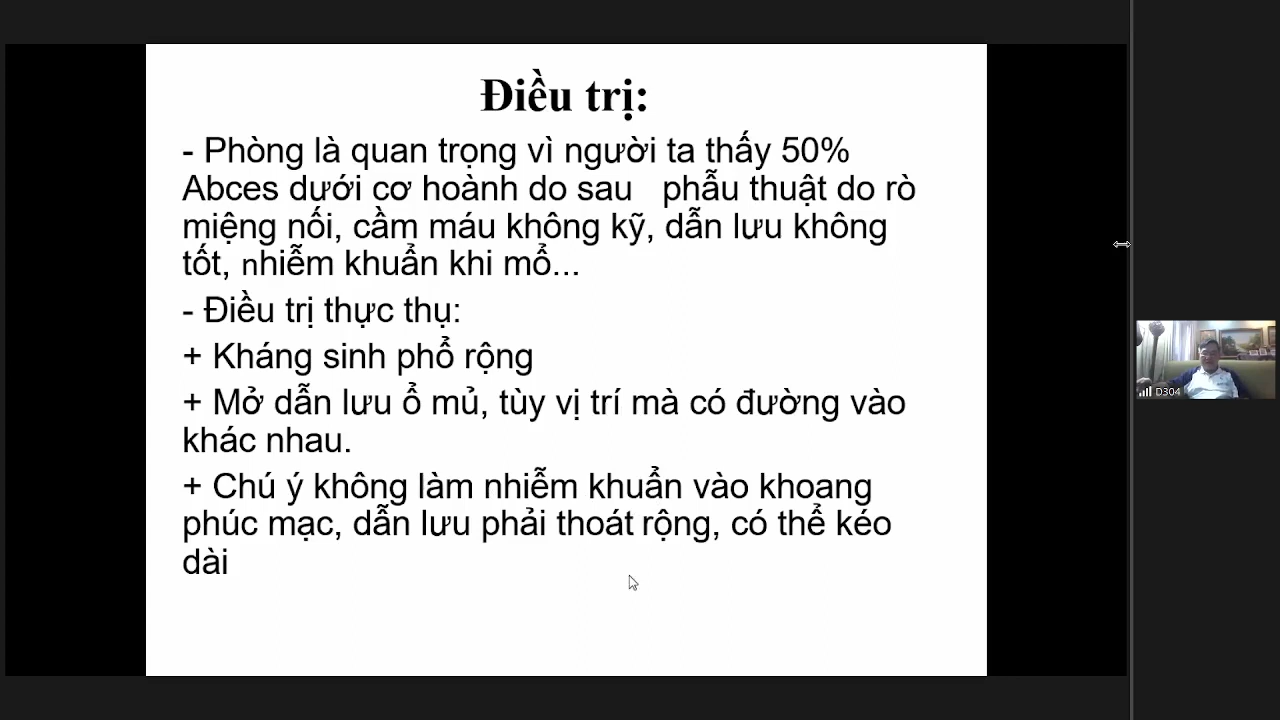 Điều trị:
- Phòng là quan trọng vì người ta thấy 50%
Abces dưới cơ hoành do sau phẫu thuật do rò
miệng nối, cầm máu không kỹ, dẫn lưu không
tốt, nhiễm khuẩn khi mổ...
- Điều trị thực thụ:
+ Kháng sinh phổ rộng
+ Mở dẫn lưu ổ mủ, tùy vị trí mà có đường vào
khác nhau.
+ Chú ý không làm nhiễm khuẩn vào khoang
phúc mạc, dẫn lưu phải thoát rộng, có thể kéo
dài
D304